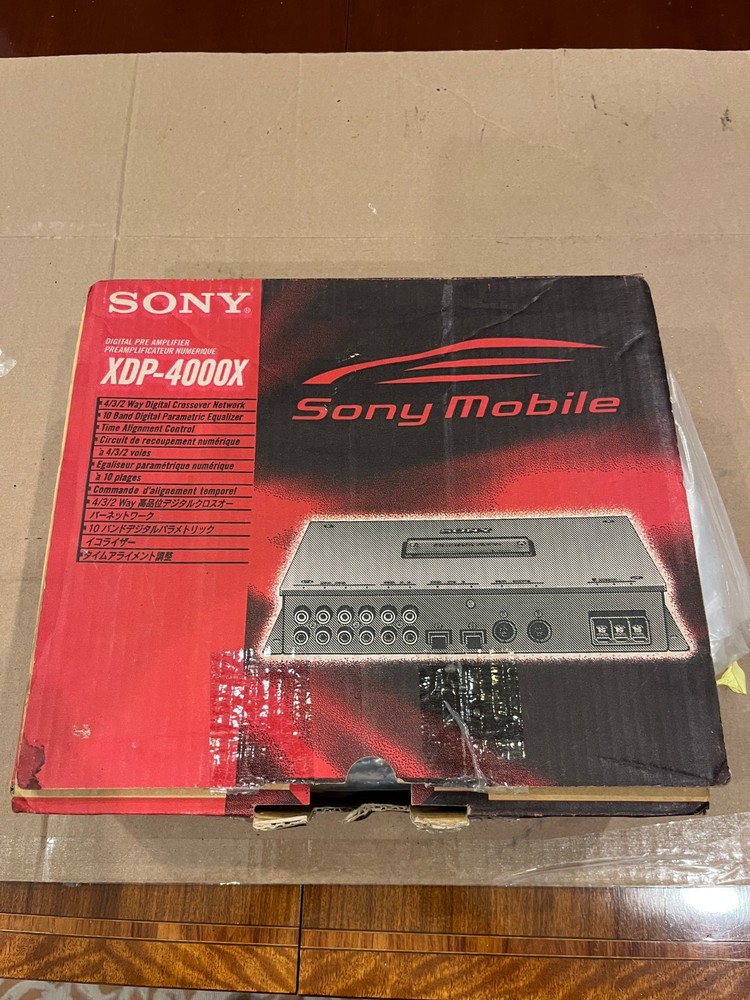 SONY®
DIGITAL PRE AMPLIFIER
PREAMPLIFICATEUR NUMERIQUE
XDP-4000X
4/3/2 Way Digital Crossover Network
10 Band Digital Parametric Equalizer
Time Alignment Control
Circuit de recoupement numérique
à 4/3/2 voies
Egaliseur paramétrique numérique
à 10 plages
Commande d'alignement temporel
4/3/2 Way 高品位デジタルクロスオー
バーネットワーク
10 バンドデジタルパラメトリック
イコライザー
タイムアライメント調整
Sony Mobile
SONY